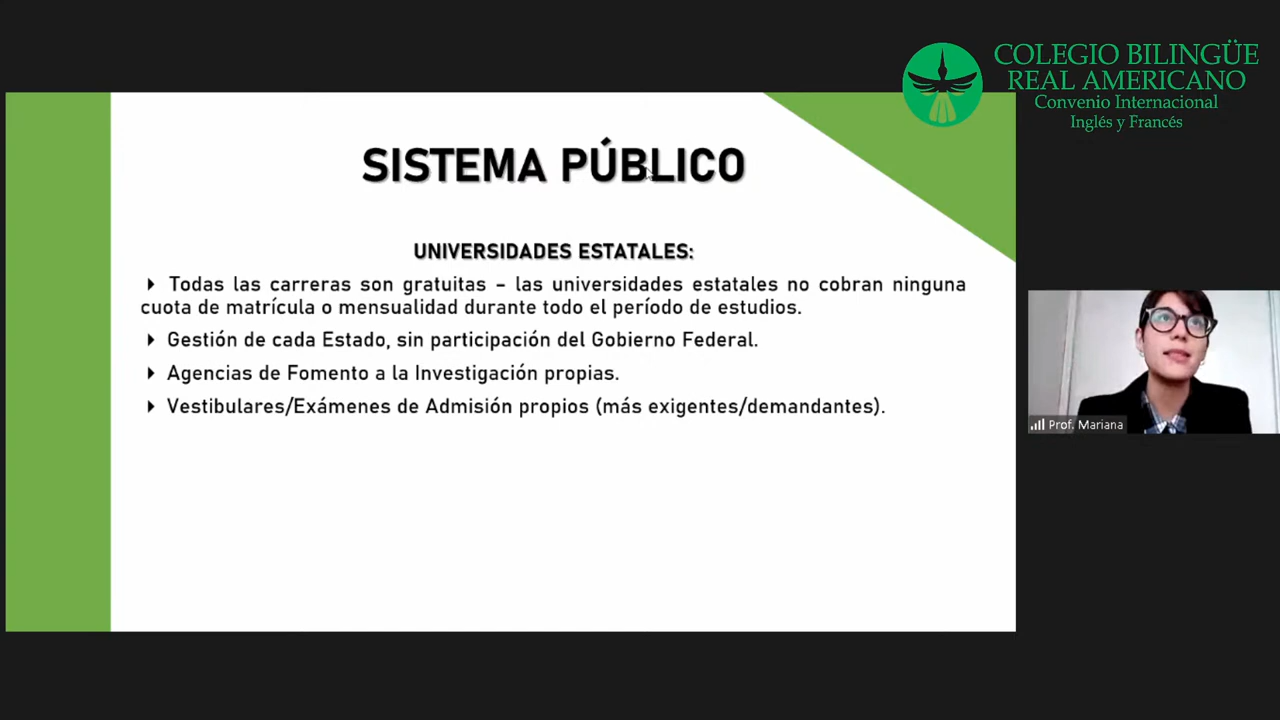 COLEGIO BILINGÜE
REAL AMERICANO
Convenio Internacional
Inglés y Francés
SISTEMA PÚBLICO
UNIVERSIDADES ESTATALES:
Todas las carreras son gratuitas – las universidades estatales no cobran ninguna
cuota de matrícula o mensualidad durante todo el período de estudios.
Gestión de cada Estado, sin participación del Gobierno Federal.
Agencias de Fomento a la Investigación propias.
Vestibulares/Exámenes de Admisión propios (más exigentes/demandantes).
Prof. Mariana